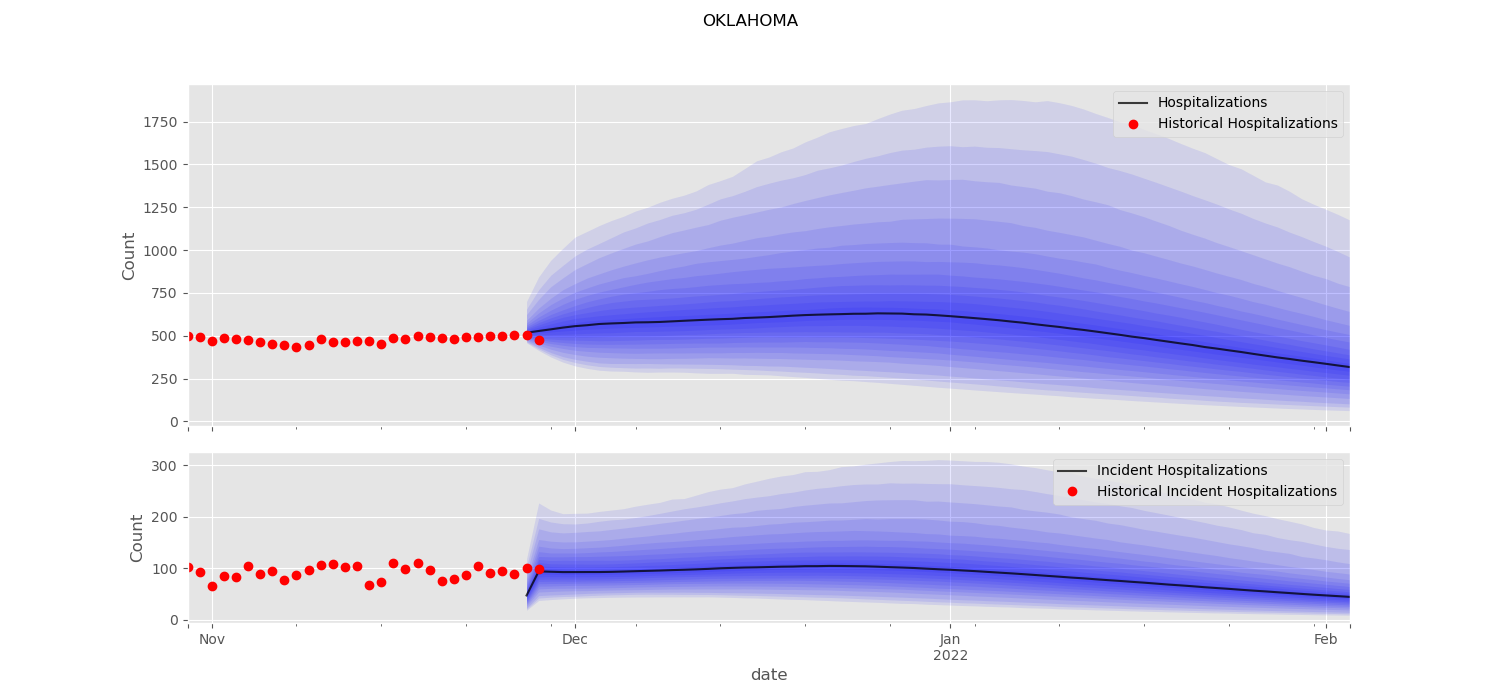 OKLAHOMA
Hospitalizations
Historical Hospitalizations
Count
1750
1500
1250
1000
750
500
250
0
Incident Hospitalizations
Historical Incident Hospitalizations
Count
300
200
100
0
Nov
Dec
Jan
2022
Feb
date